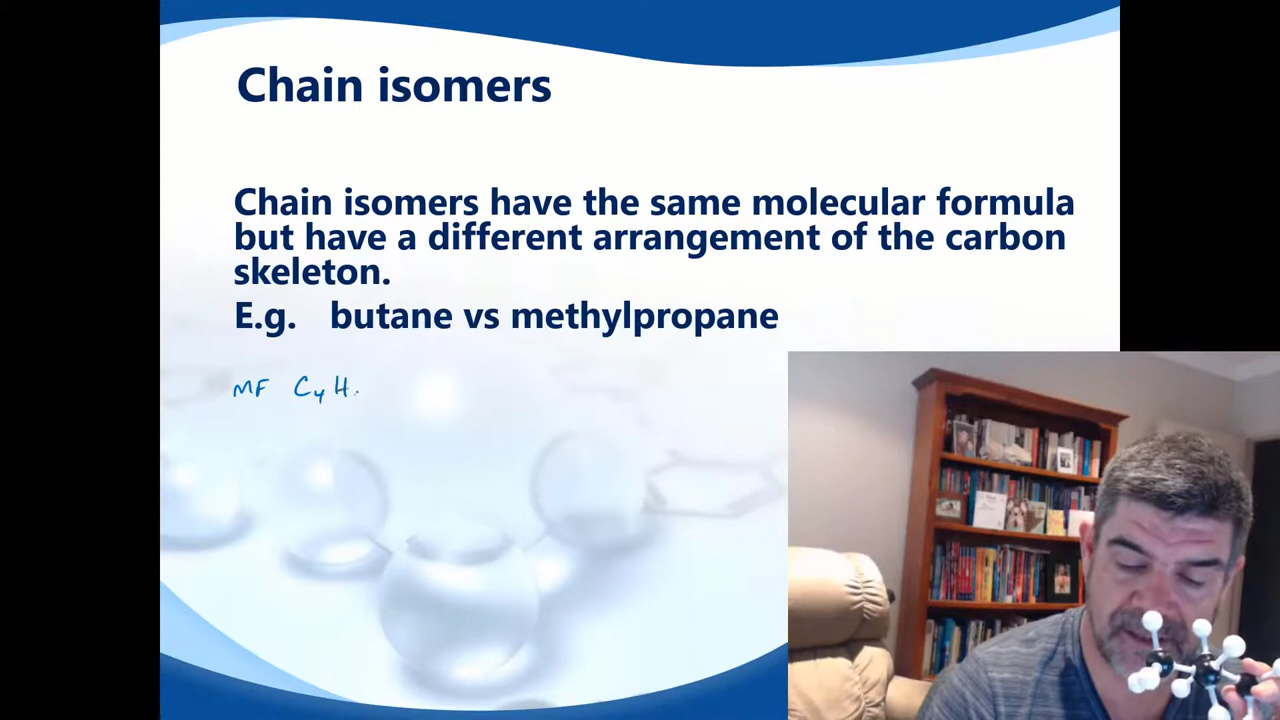 Chain isomers
Chain isomers have the same molecular formula
but have a different arrangement of the carbon
skeleton.
E.g. butane vs methylpropane
MF C4H